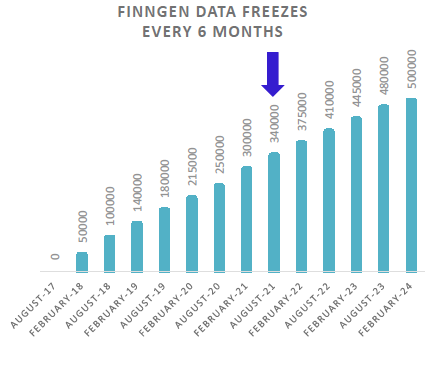 FINNGEN DATA FREEZES
EVERY 6 MONTHS
0
50000
100000
140000
180000
215000
250000
300000
340000
375000
410000
445000
480000
500000
AUGUST-17
FEBRUARY-18
AUGUST-18
FEBRUARY-19
AUGUST-19
FEBRUARY-20
AUGUST-20
FEBRUARY-21
AUGUST-21
FEBRUARY-22
AUGUST-22
FEBRUARY-23
AUGUST-23
FEBRUARY-24